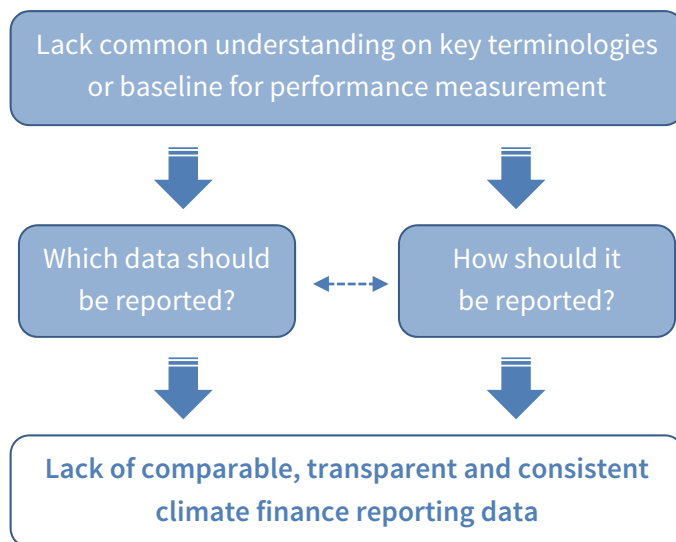 Lack common understanding on key terminologies
or baseline for performance measurement
Which data should
be reported?
How should it
be reported?
Lack of comparable, transparent and consistent
climate finance reporting data